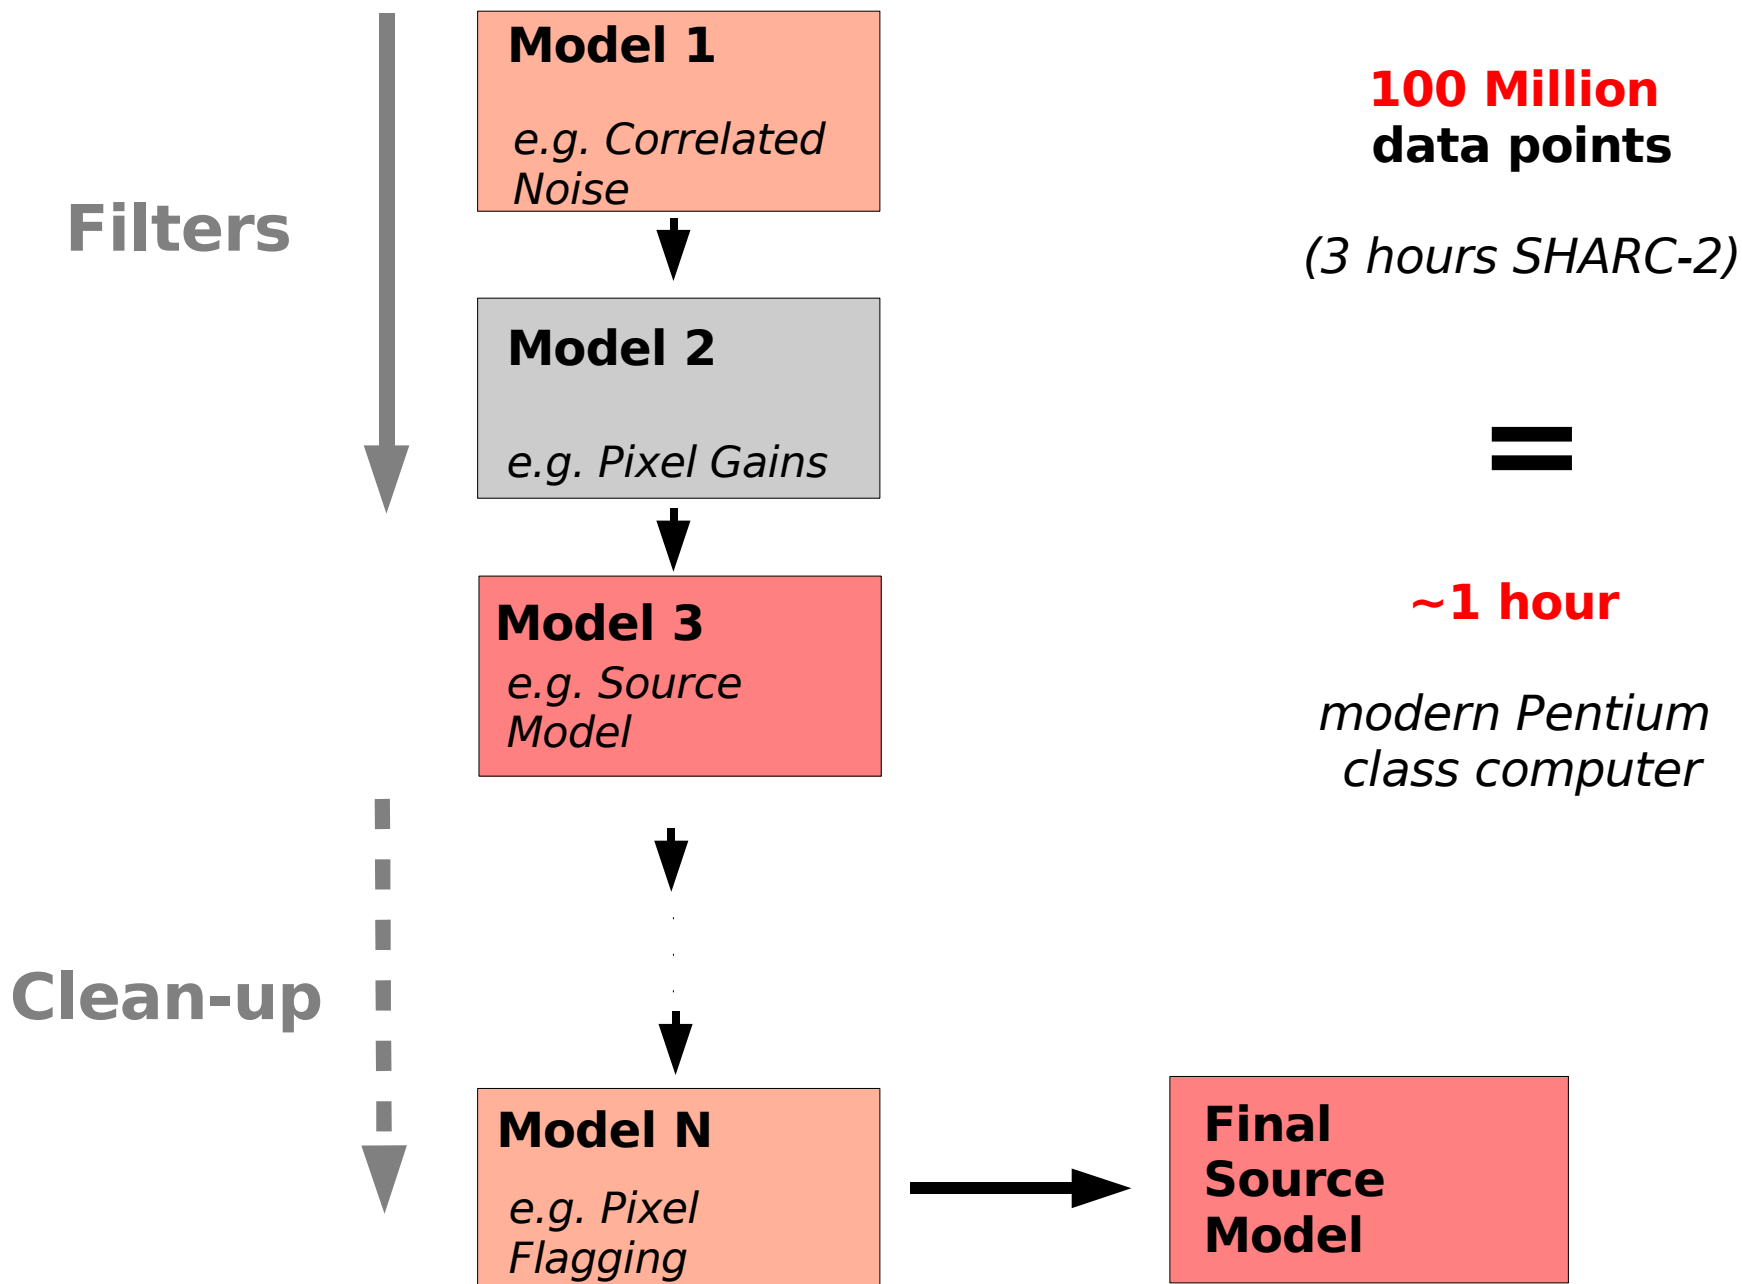 Model 1
e.g. Correlated
Noise
Filters
Model 2
e.g. Pixel Gains
Model 3
e.g. Source
Model
Clean-up
Model N
e.g. Pixel
Flagging
Final
Source
Model
100 Million
data points
(3 hours SHARC-2)
=
~1 hour
modern Pentium
class computer